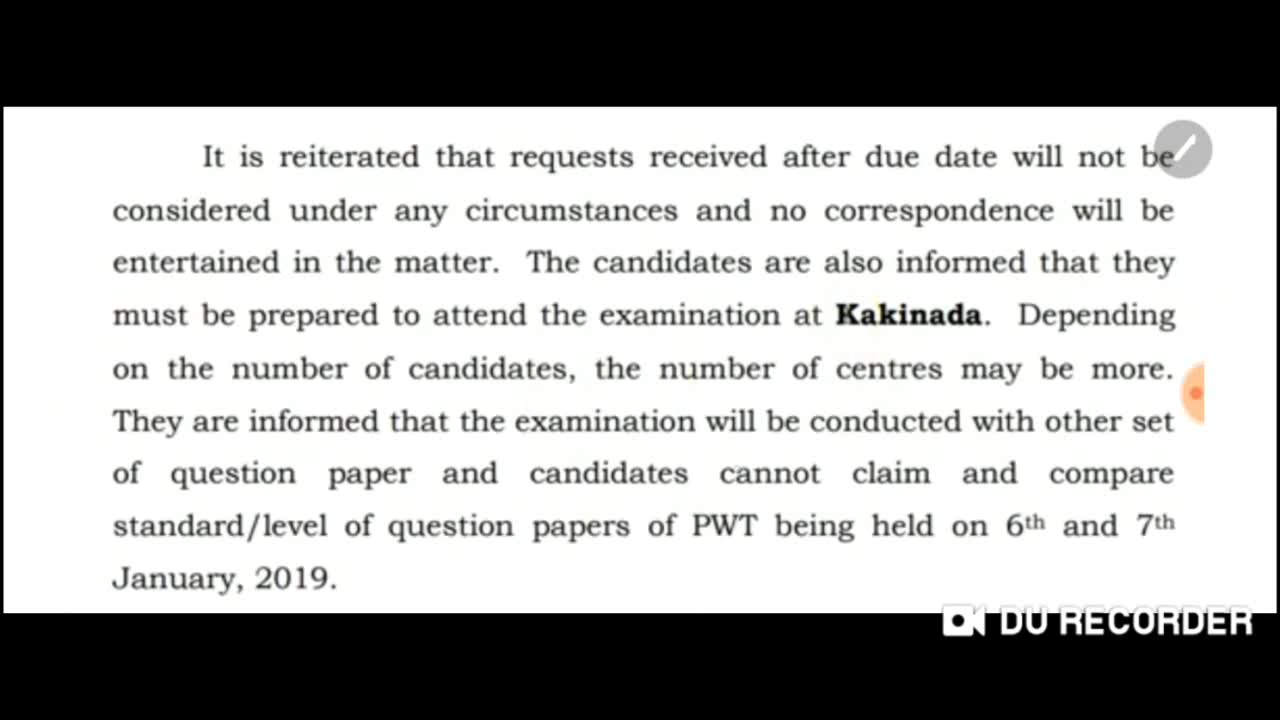 It is reiterated that requests received after due date will not be
considered under any circumstances and no correspondence will be
entertained in the matter. The candidates are also informed that they
must be prepared to attend the examination at Kakinada. Depending
on the number of candidates, the number of centres may be more.
They are informed that the examination will be conducted with other set
of question paper and candidates cannot claim and compare
standard/level of question papers of PWT being held on 6th and 7th
January, 2019.
DU RECORDER